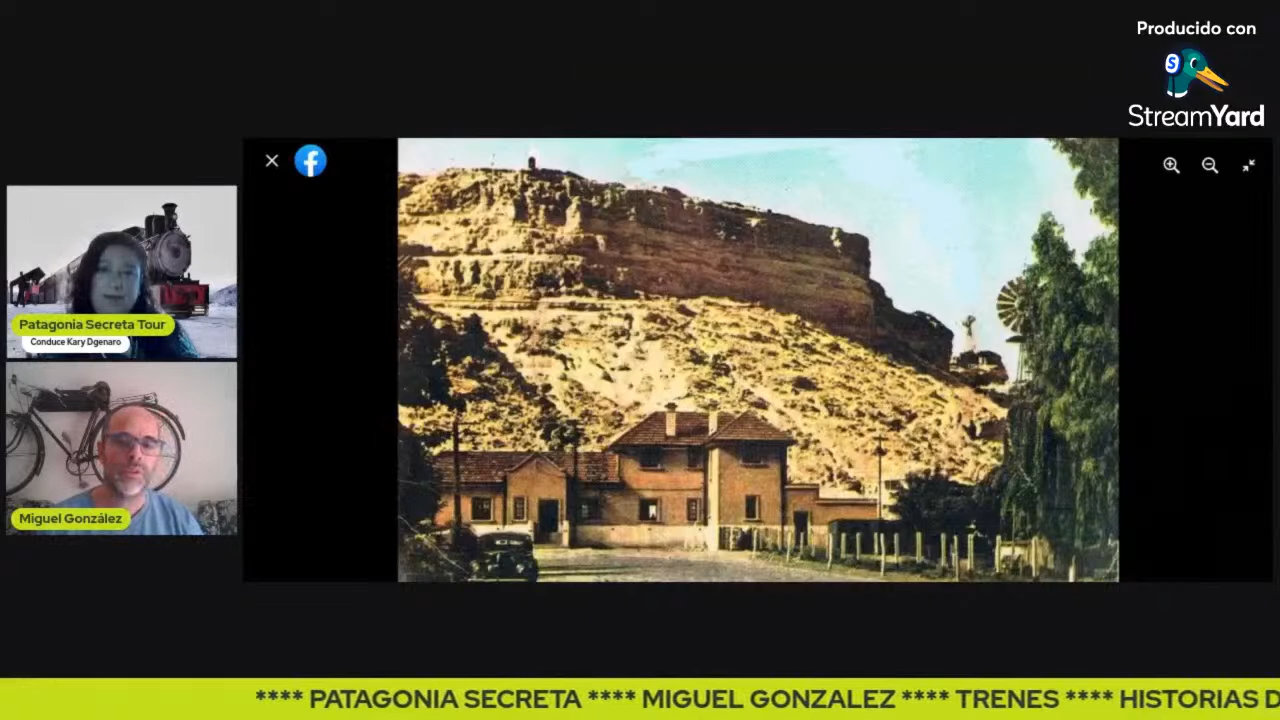 Producido con
S
StreamYard
Patagonia Secreta Tour
Conduce Kary Dgenaro
Miguel González
**** PATAGONIA SECRETA **** MIGUEL GONZALEZ **** TRENES **** HISTORIAS D